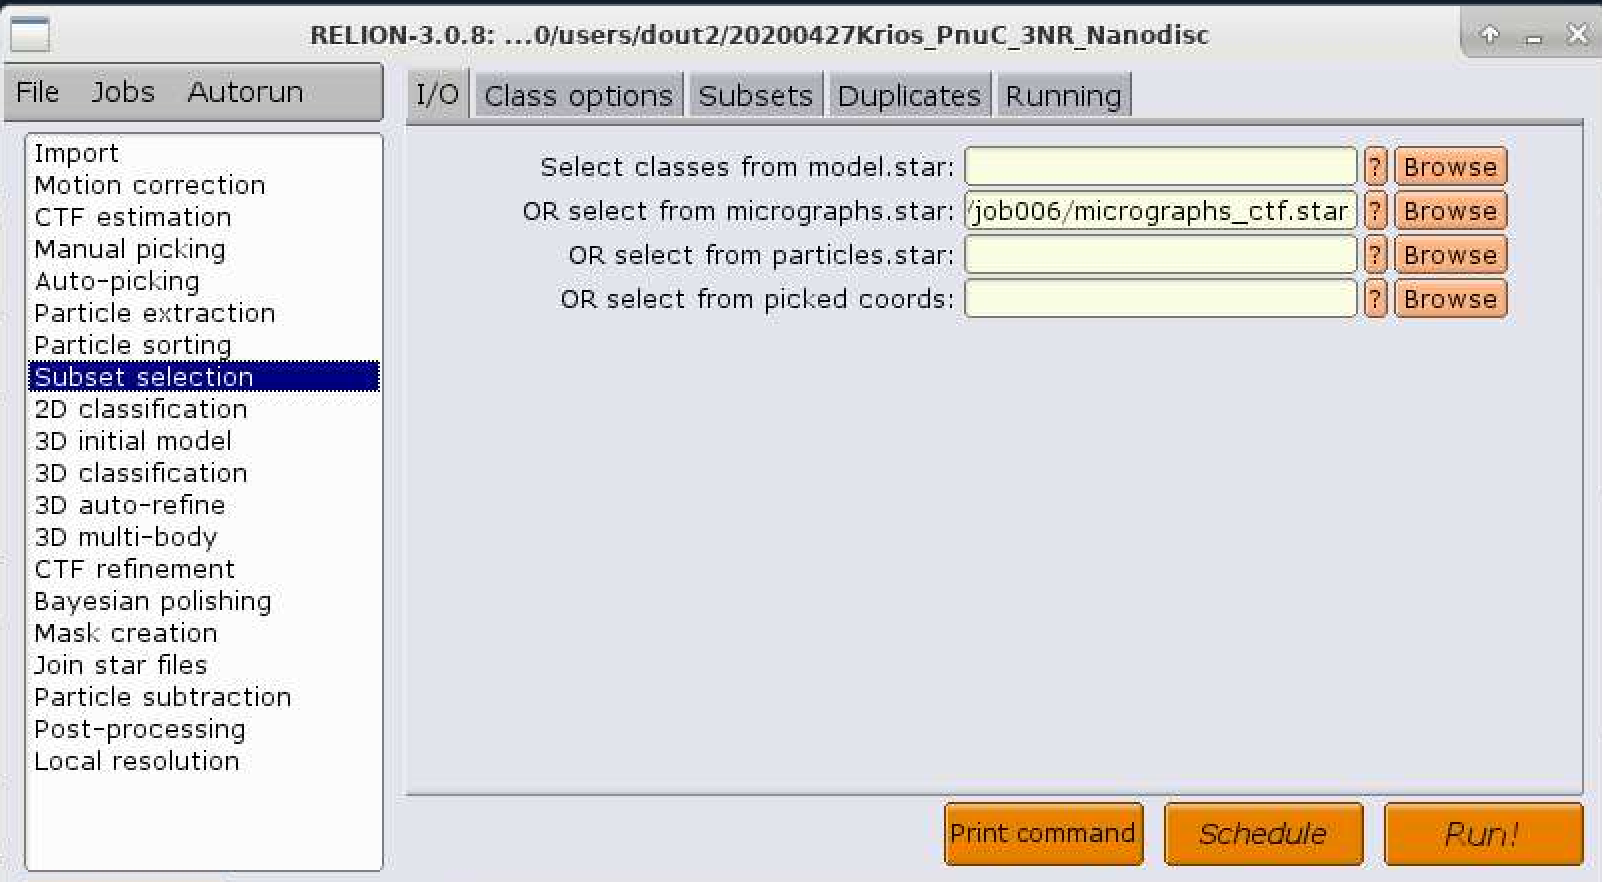 RELION-3.0.8: ...0/users/dout2/20200427Krios_PnuC_3NR_Nanodisc
File Jobs Autorun
I/O Class options Subsets Duplicates Running
Import
Motion correction
CTF estimation
Manual picking
Auto-picking
Particle extraction
Particle sorting
Subset selection
2D classification
3D initial model
3D classification
3D auto-refine
3D multi-body
CTF refinement
Bayesian polishing
Mask creation
Join star files
Particle subtraction
Post-processing
Local resolution
Select classes from model.star: ? Browse
OR select from micrographs.star: /job006/micrographs_ctf.star ? Browse
OR select from particles.star: ? Browse
OR select from picked coords: ? Browse
Print command Schedule Run!